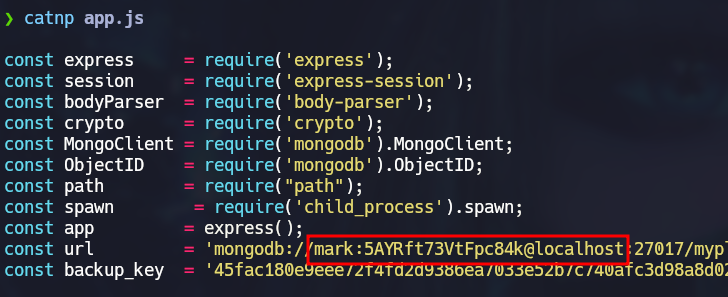 ❯ catnp app.js
const express = require('express');
const session = require('express-session');
const bodyParser = require('body-parser');
const crypto = require('crypto');
const MongoClient = require('mongodb').MongoClient;
const ObjectID = require('mongodb').ObjectID;
const path = require("path");
const spawn = require('child_process').spawn;
const app = express();
const url = 'mongodb://mark:5AYRft73VtFpc84k@localhost:27017/mypl
const backup_key = '45fac180e9eee72f4fd2d9386ea7033e52b7c740afc3d98a8d02